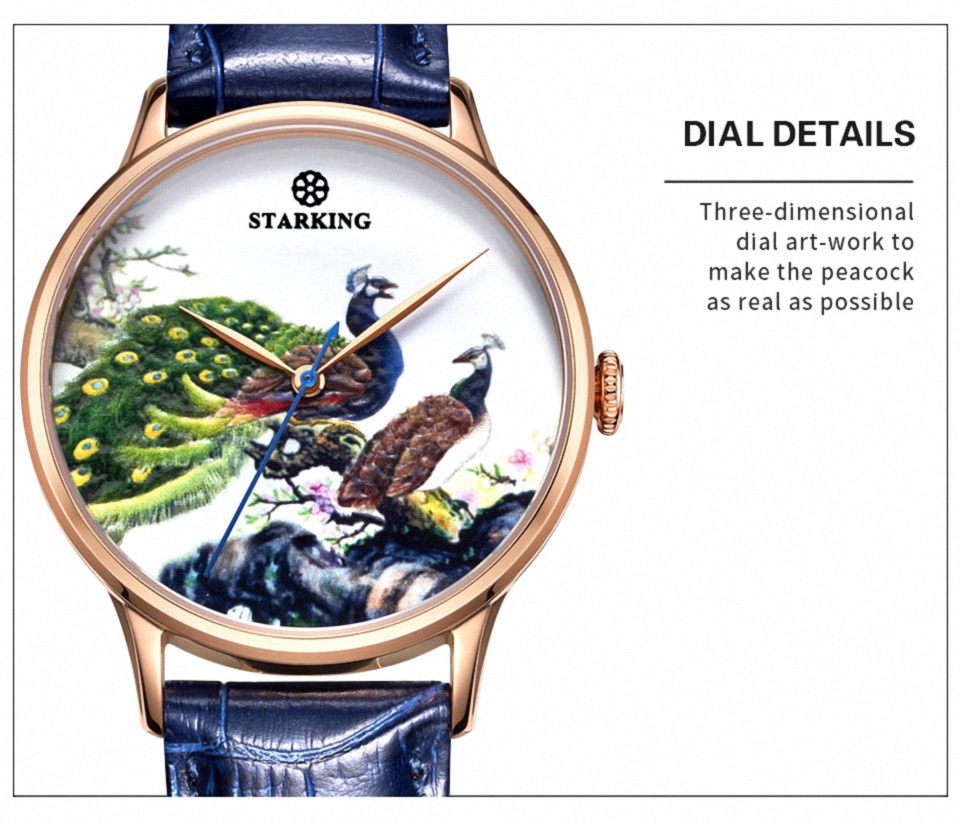 STARKING
DIAL DETAILS
Three-dimensional
dial art-work to
make the peacock
as real as possible